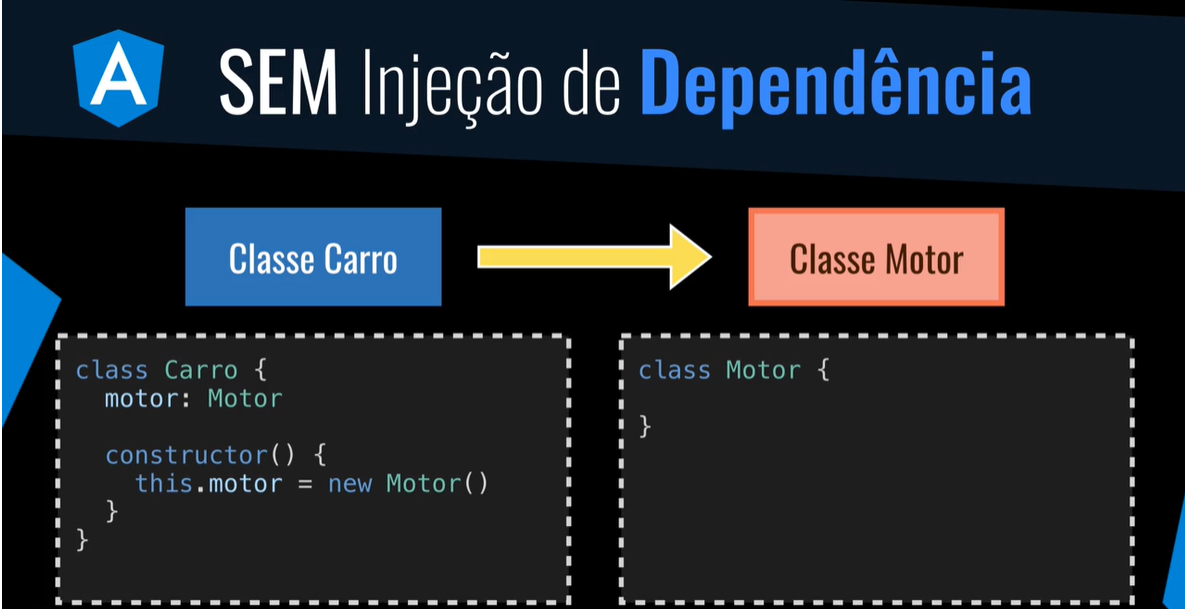 A
SEM Injeção de Dependência
Classe Carro
Classe Motor
class Carro {
  motor: Motor

  constructor() {
    this.motor = new Motor()
  }
}
class Motor {

}